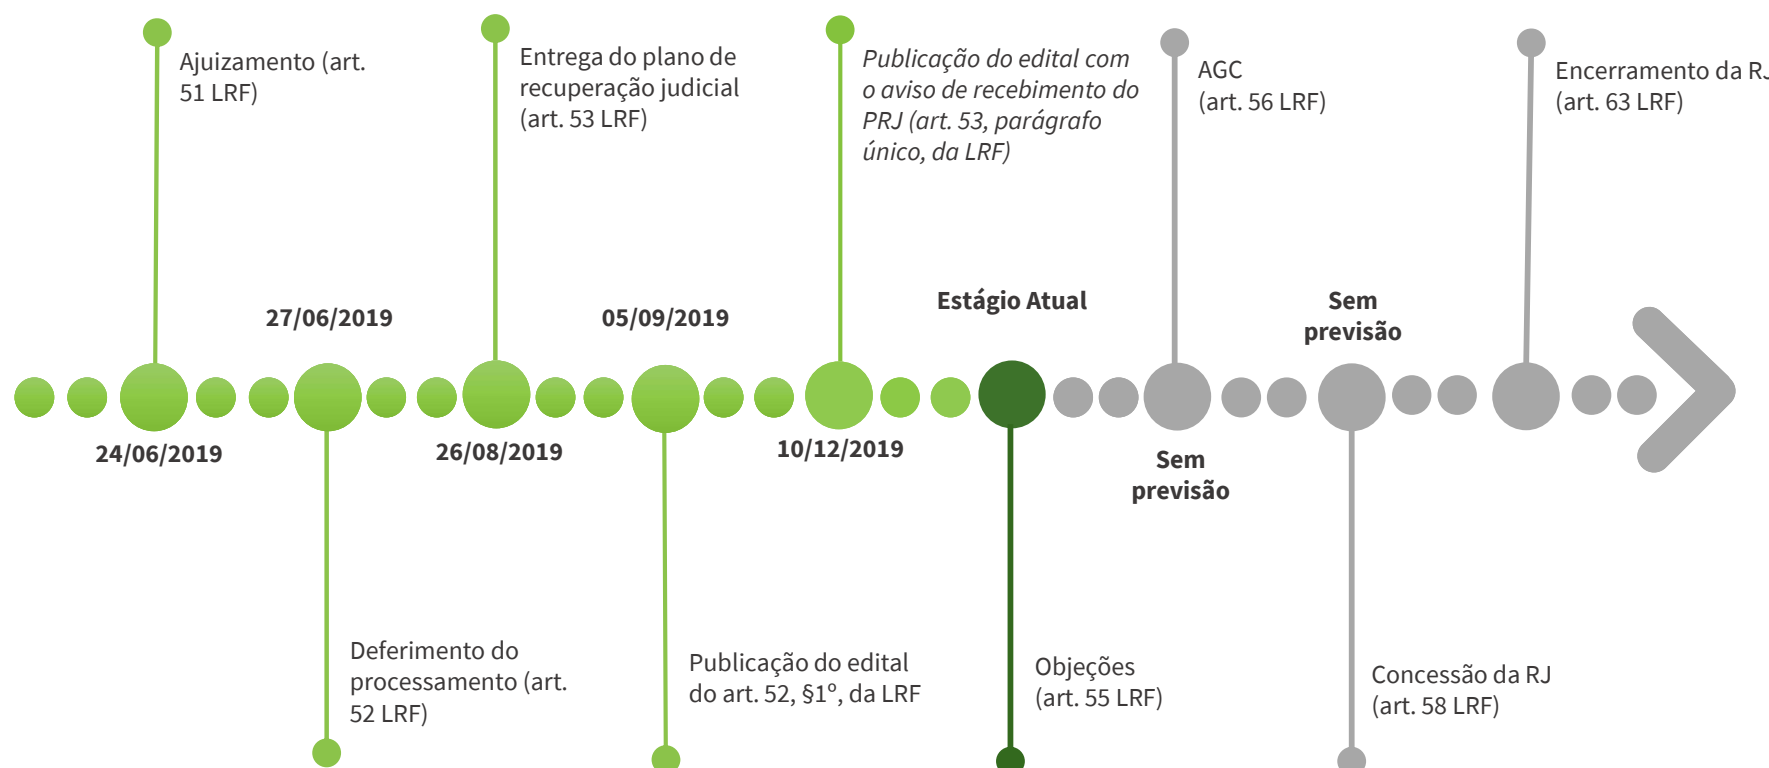 Ajuizamento (art.
51 LRF)
Entrega do plano de
recuperação judicial
(art. 53 LRF)
Publicação do edital com
o aviso de recebimento do
PRJ (art. 53, parágrafo
único, da LRF)
AGC
(art. 56 LRF)
Encerramento da RJ
(art. 63 LRF)
27/06/2019
05/09/2019
Estágio Atual
Sem
previsão
24/06/2019
26/08/2019
10/12/2019
Sem
previsão
Deferimento do
processamento (art.
52 LRF)
Publicação do edital
do art. 52, §1º, da LRF
Objeções
(art. 55 LRF)
Concessão da RJ
(art. 58 LRF)